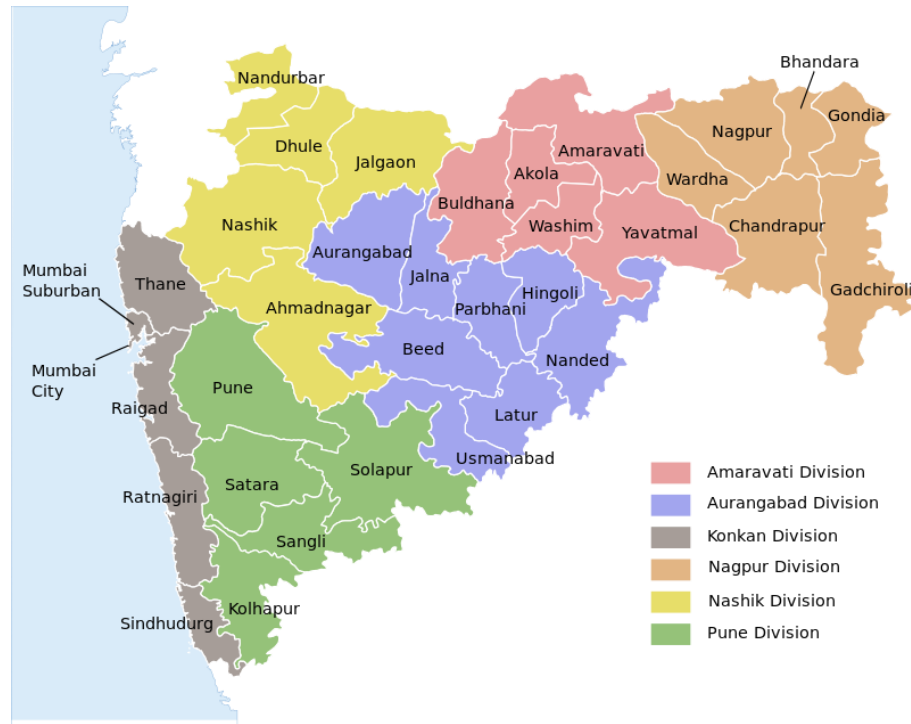 Nandurbar
Bhandara
Gondia
Nagpur
Dhule
Jalgaon
Amaravati
Akola
Wardha
Buldhana
Nashik
Washim
Yavatmal
Chandrapur
Aurangabad
Mumbai
Suburban
Thane
Jalna
Hingoli
Gadchiroli
Ahmadnagar
Parbhani
Beed
Nanded
Mumbai
City
Pune
Raigad
Latur
Usmanabad
Solapur
Satara
Ratnagiri
Sangli
Kolhapur
Sindhudurg
Amaravati Division
Aurangabad Division
Konkan Division
Nagpur Division
Nashik Division
Pune Division